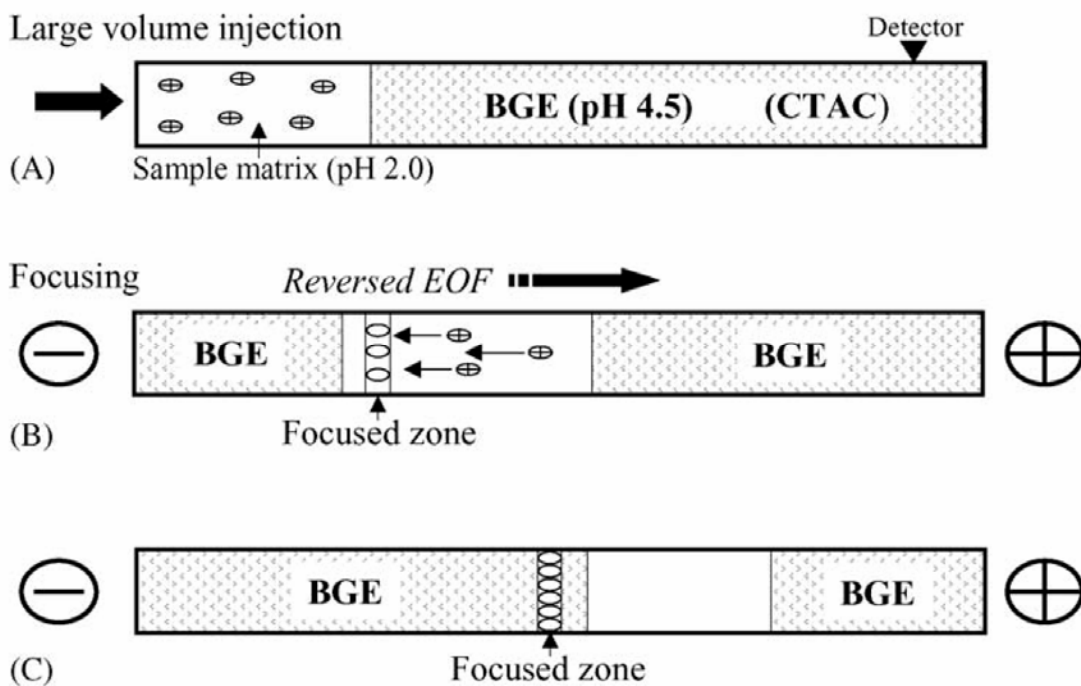 Large volume injection
Detector
BGE (pH 4.5) (CTAC)
Sample matrix (pH 2.0)
(A)
Focusing
Reversed EOF
BGE
BGE
Focused zone
(B)
BGE
BGE
Focused zone
(C)